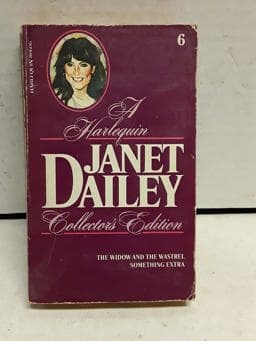 6
A
Harlequin
JANET
DAILEY
Collector's Edition
THE WIDOW AND THE WASTREL
SOMETHING EXTRA